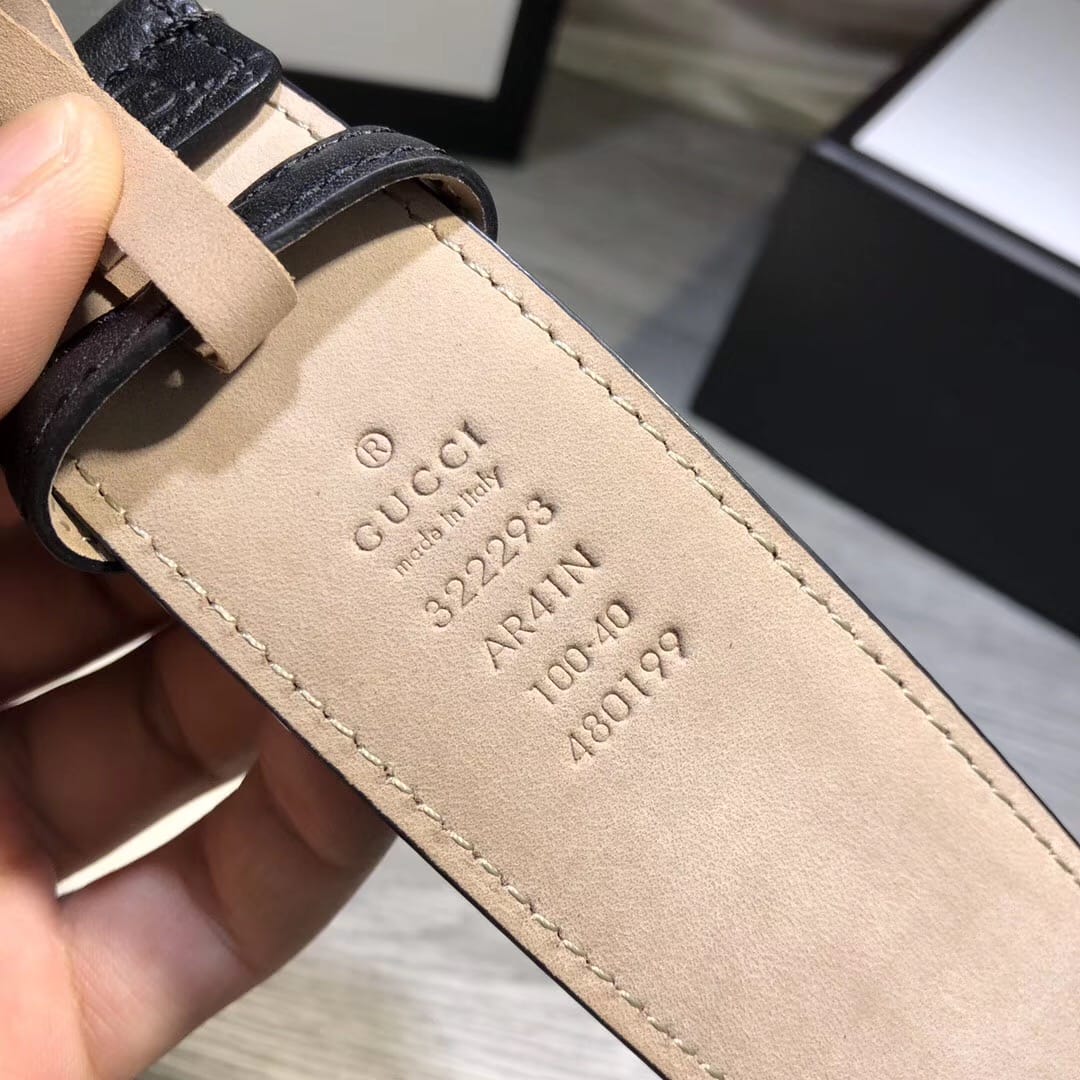 ®
GUCCI
made in italy
322293
AR41N
100·40
480199